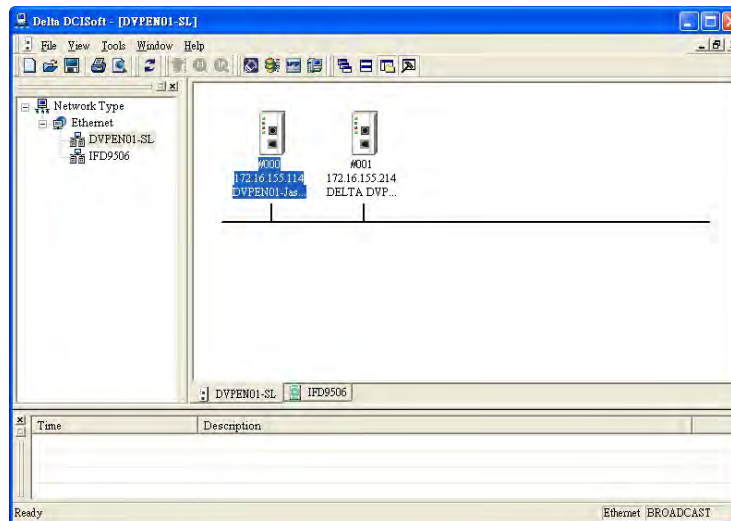 Delta DCISoft - [DVPEN01-SL]
File View Tools Window Help
Network Type
Ethernet
DVPEN01-SL
IFD9506
#000
172.16.155.114
DVPEN01-Jas...
#001
172.16.155.214
DELTA DVP...
DVPEN01-SL IFD9506
Time Description
Ready Ethernet BROADCAST